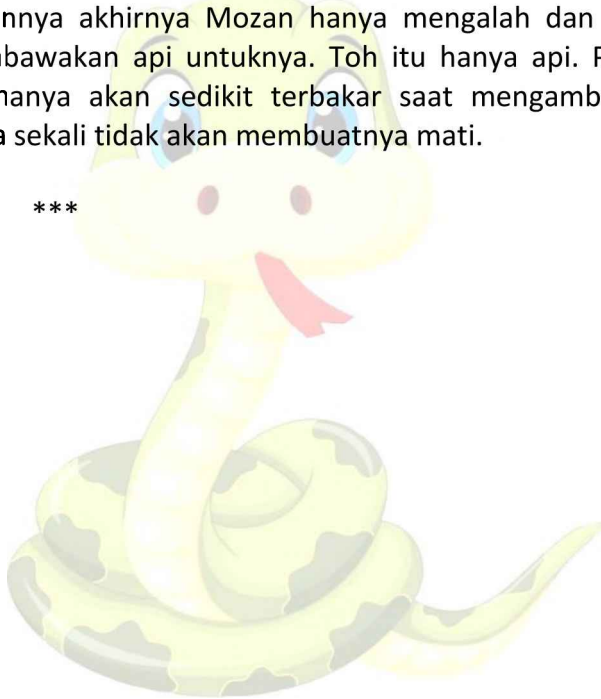 nnya akhirnya Mozan hanya mengalah dan
bawakan api untuknya. Toh itu hanya api.
hanya akan sedikit terbakar saat mengamb
a sekali tidak akan membuatnya mati.
***